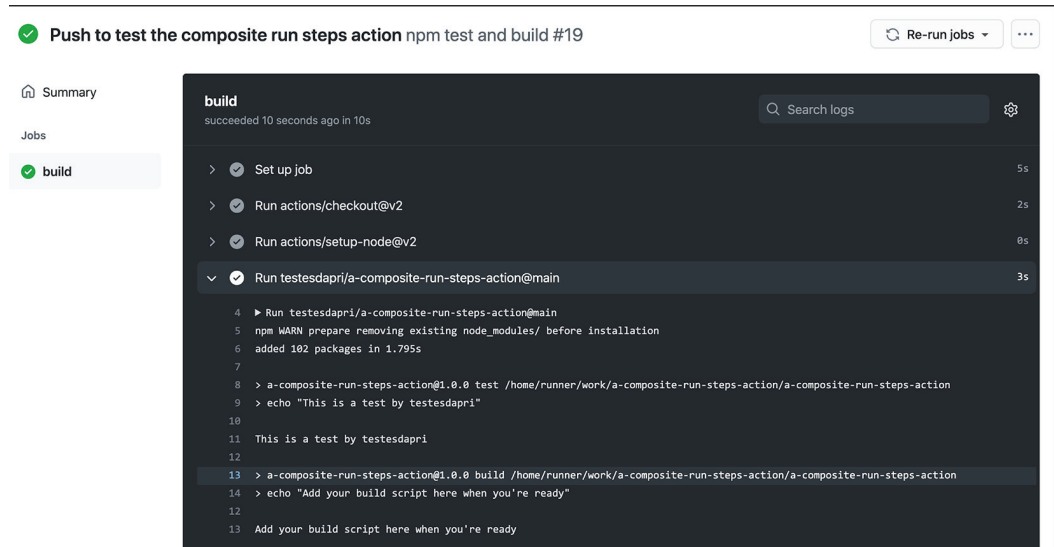 Push to test the composite run steps action npm test and build #19
Re-run jobs
Summary
Jobs
build
build
succeeded 10 seconds ago in 10s
Search logs
Set up job 5s
Run actions/checkout@v2 2s
Run actions/setup-node@v2 0s
Run testesdapri/a-composite-run-steps-action@main 3s
4 ▶ Run testesdapri/a-composite-run-steps-action@main
5 npm WARN prepare removing existing node_modules/ before installation
6 added 102 packages in 1.795s
7
8 > a-composite-run-steps-action@1.0.0 test /home/runner/work/a-composite-run-steps-action/a-composite-run-steps-action
9 > echo "This is a test by testesdapri"
10
11 This is a test by testesdapri
12
13 > a-composite-run-steps-action@1.0.0 build /home/runner/work/a-composite-run-steps-action/a-composite-run-steps-action
14 > echo "Add your build script here when you're ready"
12
13 Add your build script here when you're ready